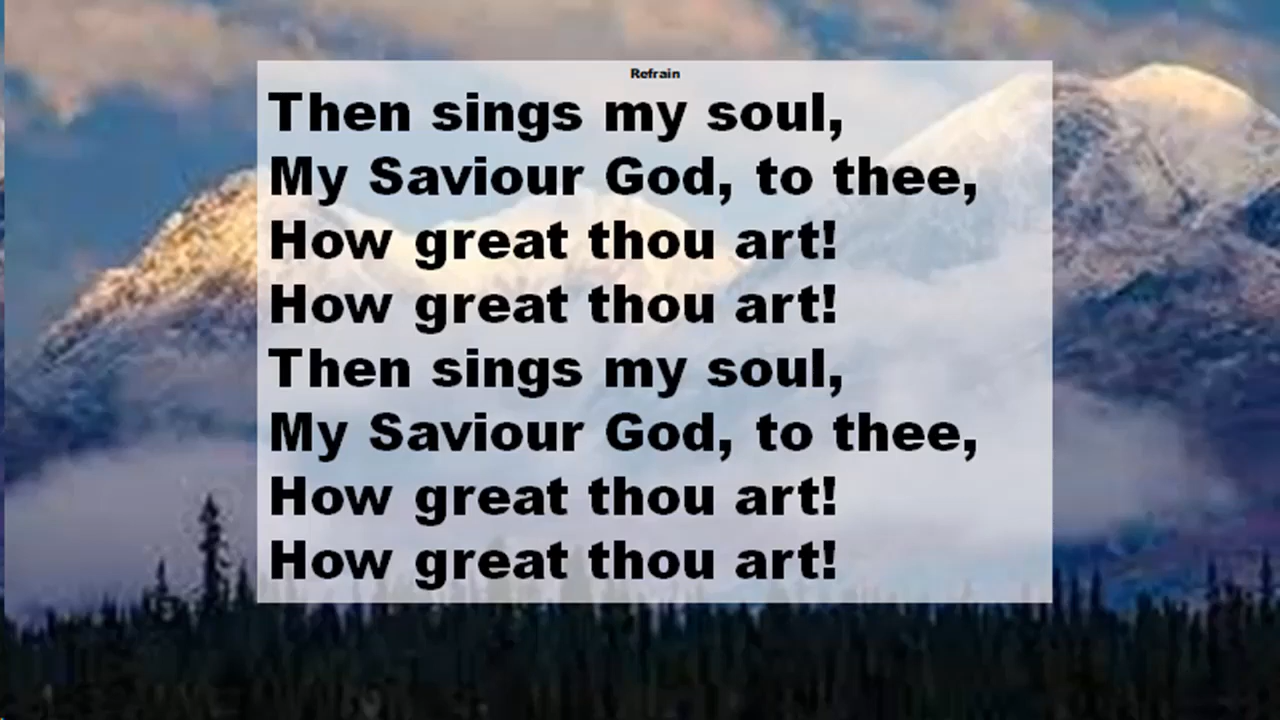 Refrain
Then sings my soul,
My Saviour God, to thee,
How great thou art!
How great thou art!
Then sings my soul,
My Saviour God, to thee,
How great thou art!
How great thou art!